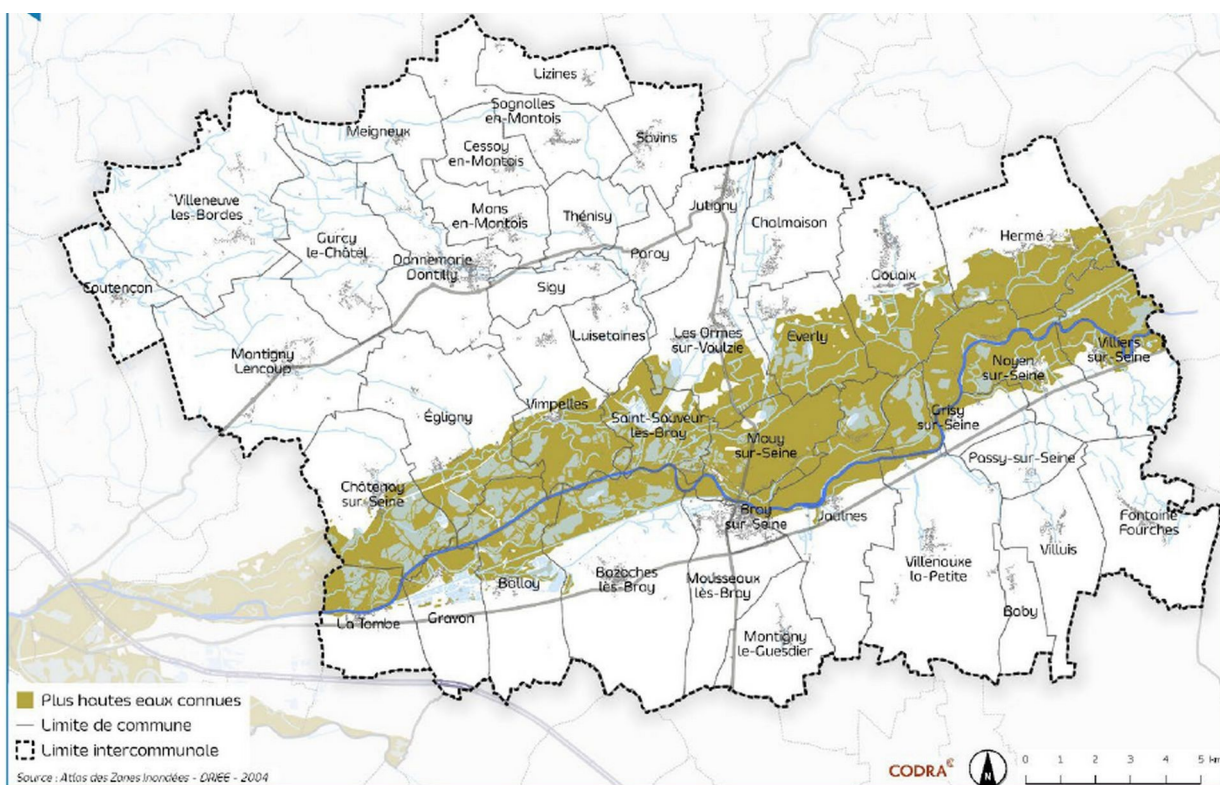 Lizines
Sognolles
en-Montois
Meigneux
Savins
Cessoy
en-Montois
Villeneuve
les-Bordes
Mons
en-Montois
Thénisy
Jutigny
Chalmaison
Gurcy
le-Châtel
Hermé
Donnemarie
Dontilly
Paroy
Gouaix
Coutençon
Sigy
Luisetaines
Les Ormes
sur-Voulzie
Everly
Montigny
Lencoup
Noyen
sur-Seine
Villiers
sur-Seine
Vimpelles
Égligny
Saint-Sauveur
lès-Bray
Grisy
sur-Seine
Mouy
sur-Seine
Passy-sur-Seine
Châtenay
sur-Seine
Bray
sur-Seine
Jaulnes
Fontaine
Fourches
Villuis
Villenauxe
la-Petite
Balloy
Bazoches
lès-Bray
Mousseaux
lès-Bray
Baby
La Tombe
Gravon
Montigny
le-Guesdier
Plus hautes eaux connues
Limite de commune
Limite intercommunale
Source : Atlas des Zones Inondées - DRIEE - 2004
CODRA
N
0 1 2 3 4 5 km